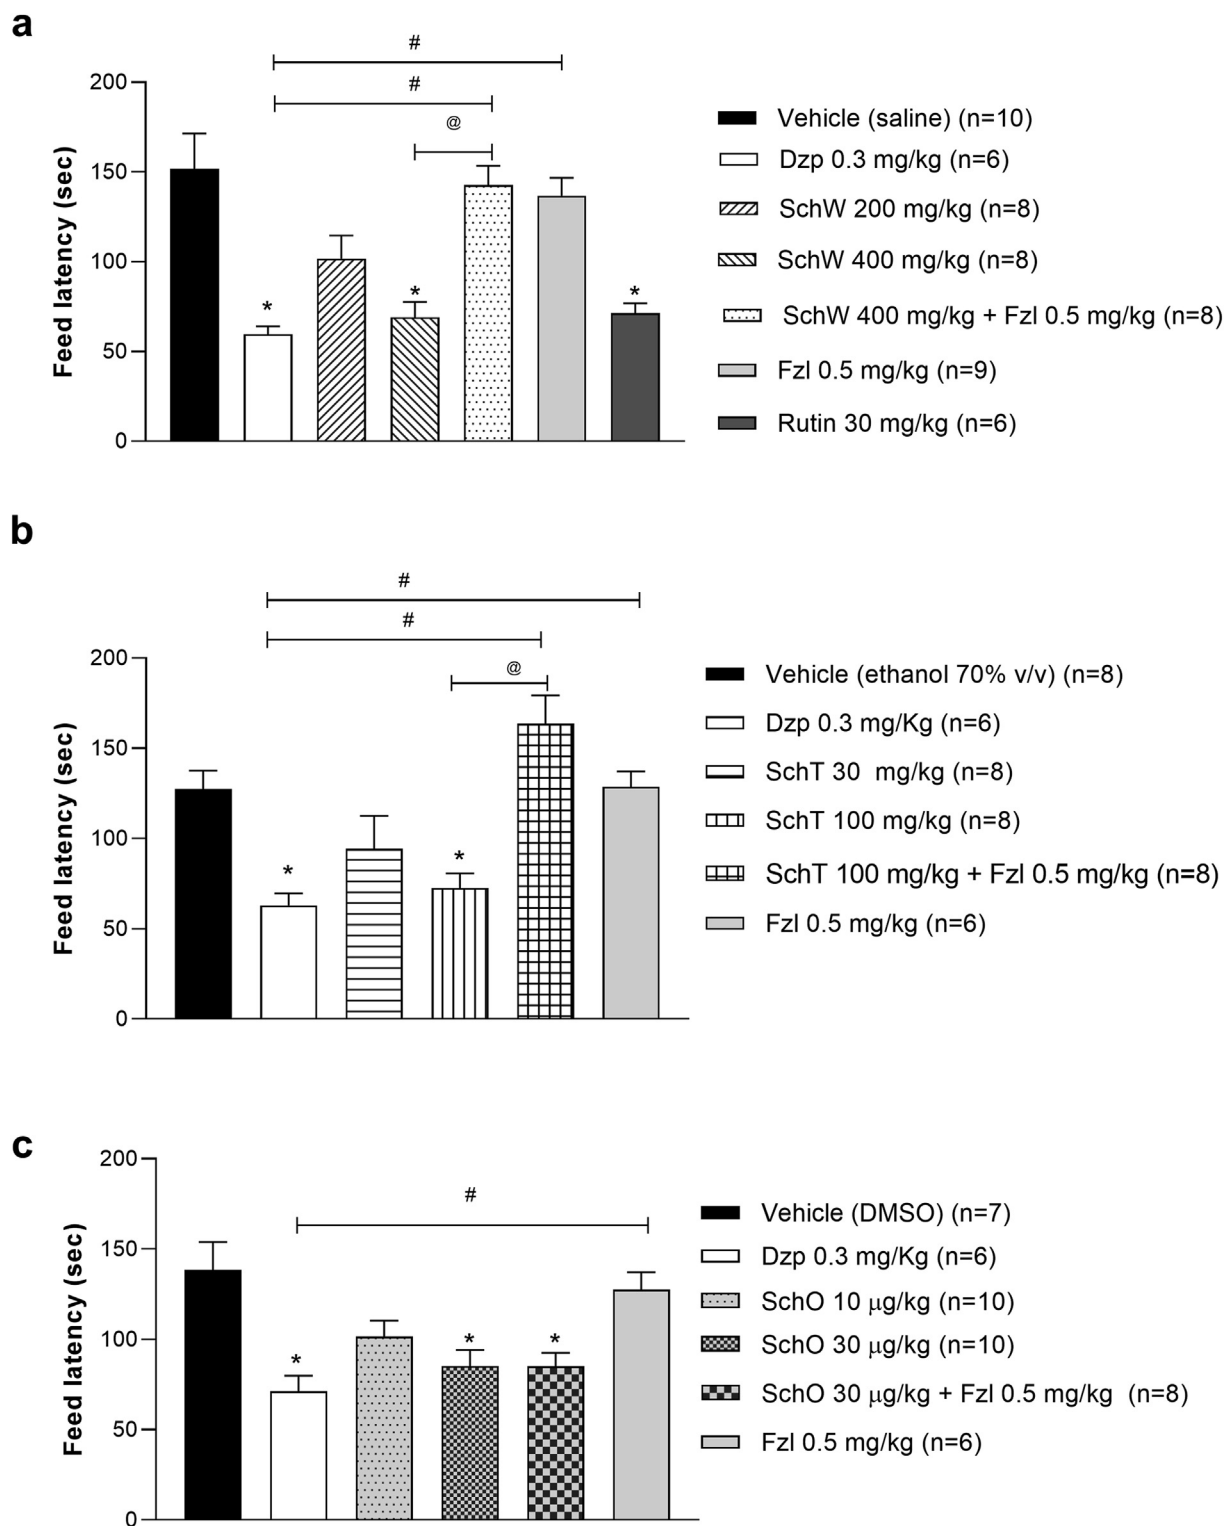 a
#
#
@
*
*
*
200
150
100
50
0
Feed latency (sec)
Vehicle (saline) (n=10)
Dzp 0.3 mg/kg (n=6)
SchW 200 mg/kg (n=8)
SchW 400 mg/kg (n=8)
SchW 400 mg/kg + Fzl 0.5 mg/kg (n=8)
Fzl 0.5 mg/kg (n=9)
Rutin 30 mg/kg (n=6)
b
#
#
@
*
*
200
150
100
50
0
Feed latency (sec)
Vehicle (ethanol 70% v/v) (n=8)
Dzp 0.3 mg/Kg (n=6)
SchT 30 mg/kg (n=8)
SchT 100 mg/kg (n=8)
SchT 100 mg/kg + Fzl 0.5 mg/kg (n=8)
Fzl 0.5 mg/kg (n=6)
c
#
*
*
*
200
150
100
50
0
Feed latency (sec)
Vehicle (DMSO) (n=7)
Dzp 0.3 mg/Kg (n=6)
SchO 10 μg/kg (n=10)
SchO 30 μg/kg (n=10)
SchO 30 μg/kg + Fzl 0.5 mg/kg (n=8)
Fzl 0.5 mg/kg (n=6)